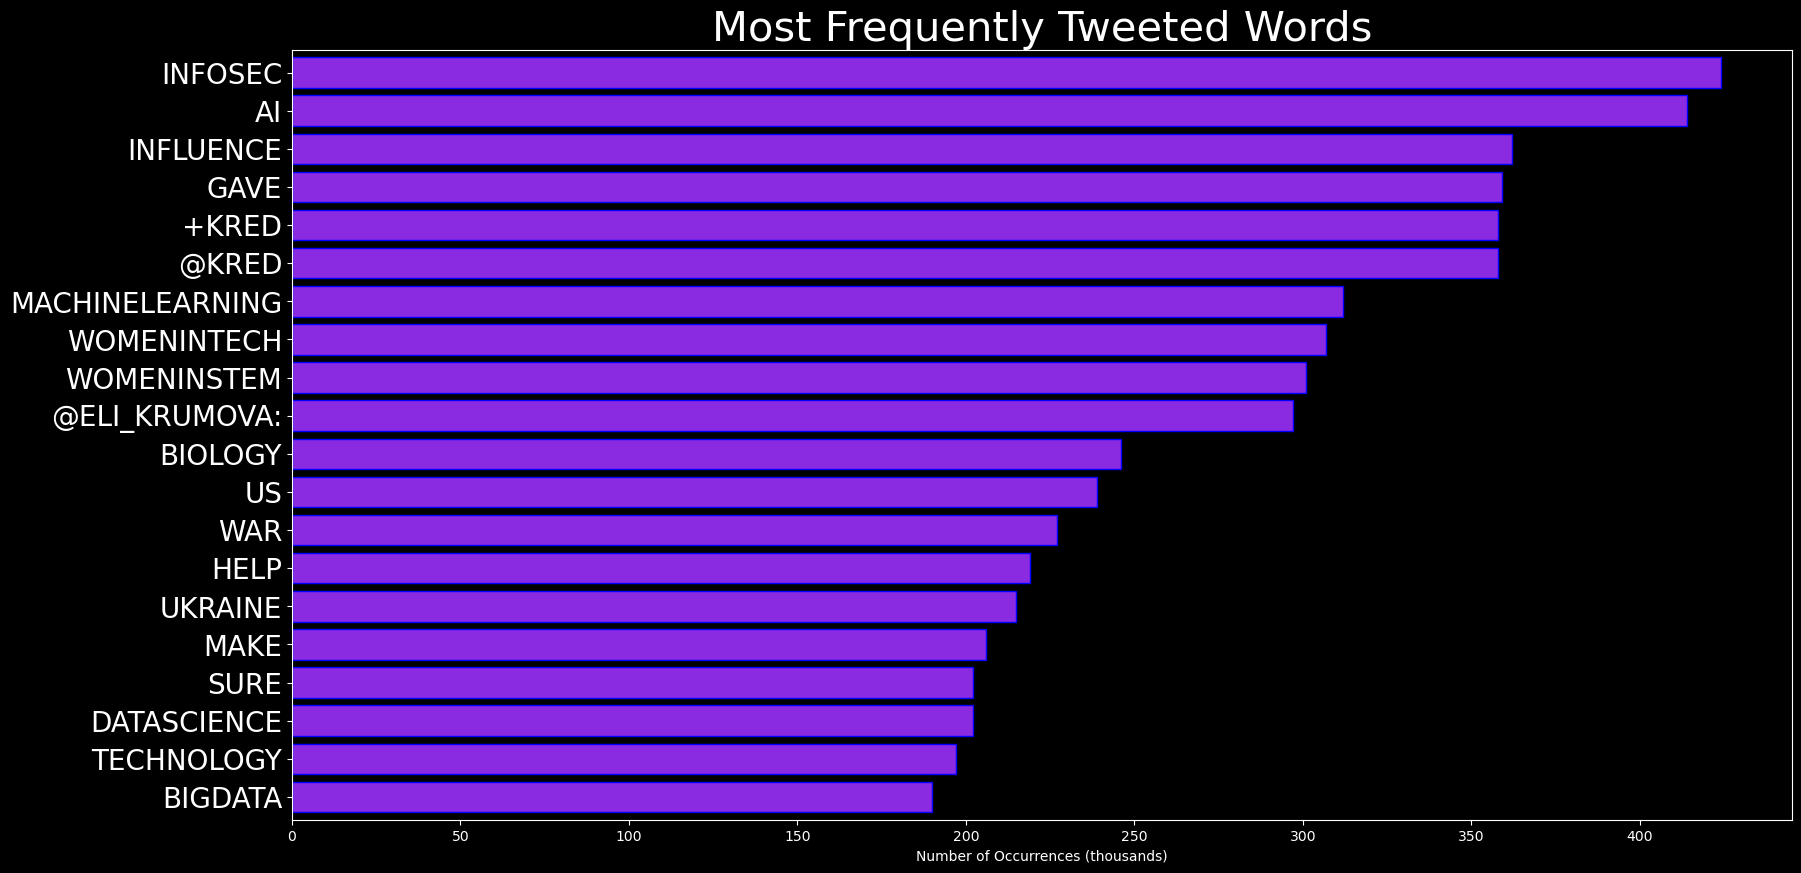 Most Frequently Tweeted Words
INFOSEC
AI
INFLUENCE
GAVE
+KRED
@KRED
MACHINELEARNING
WOMENINTECH
WOMENINSTEM
@ELI_KRUMOVA:
BIOLOGY
US
WAR
HELP
UKRAINE
MAKE
SURE
DATASCIENCE
TECHNOLOGY
BIGDATA
0 50 100 150 200 250 300 350 400
Number of Occurrences (thousands)